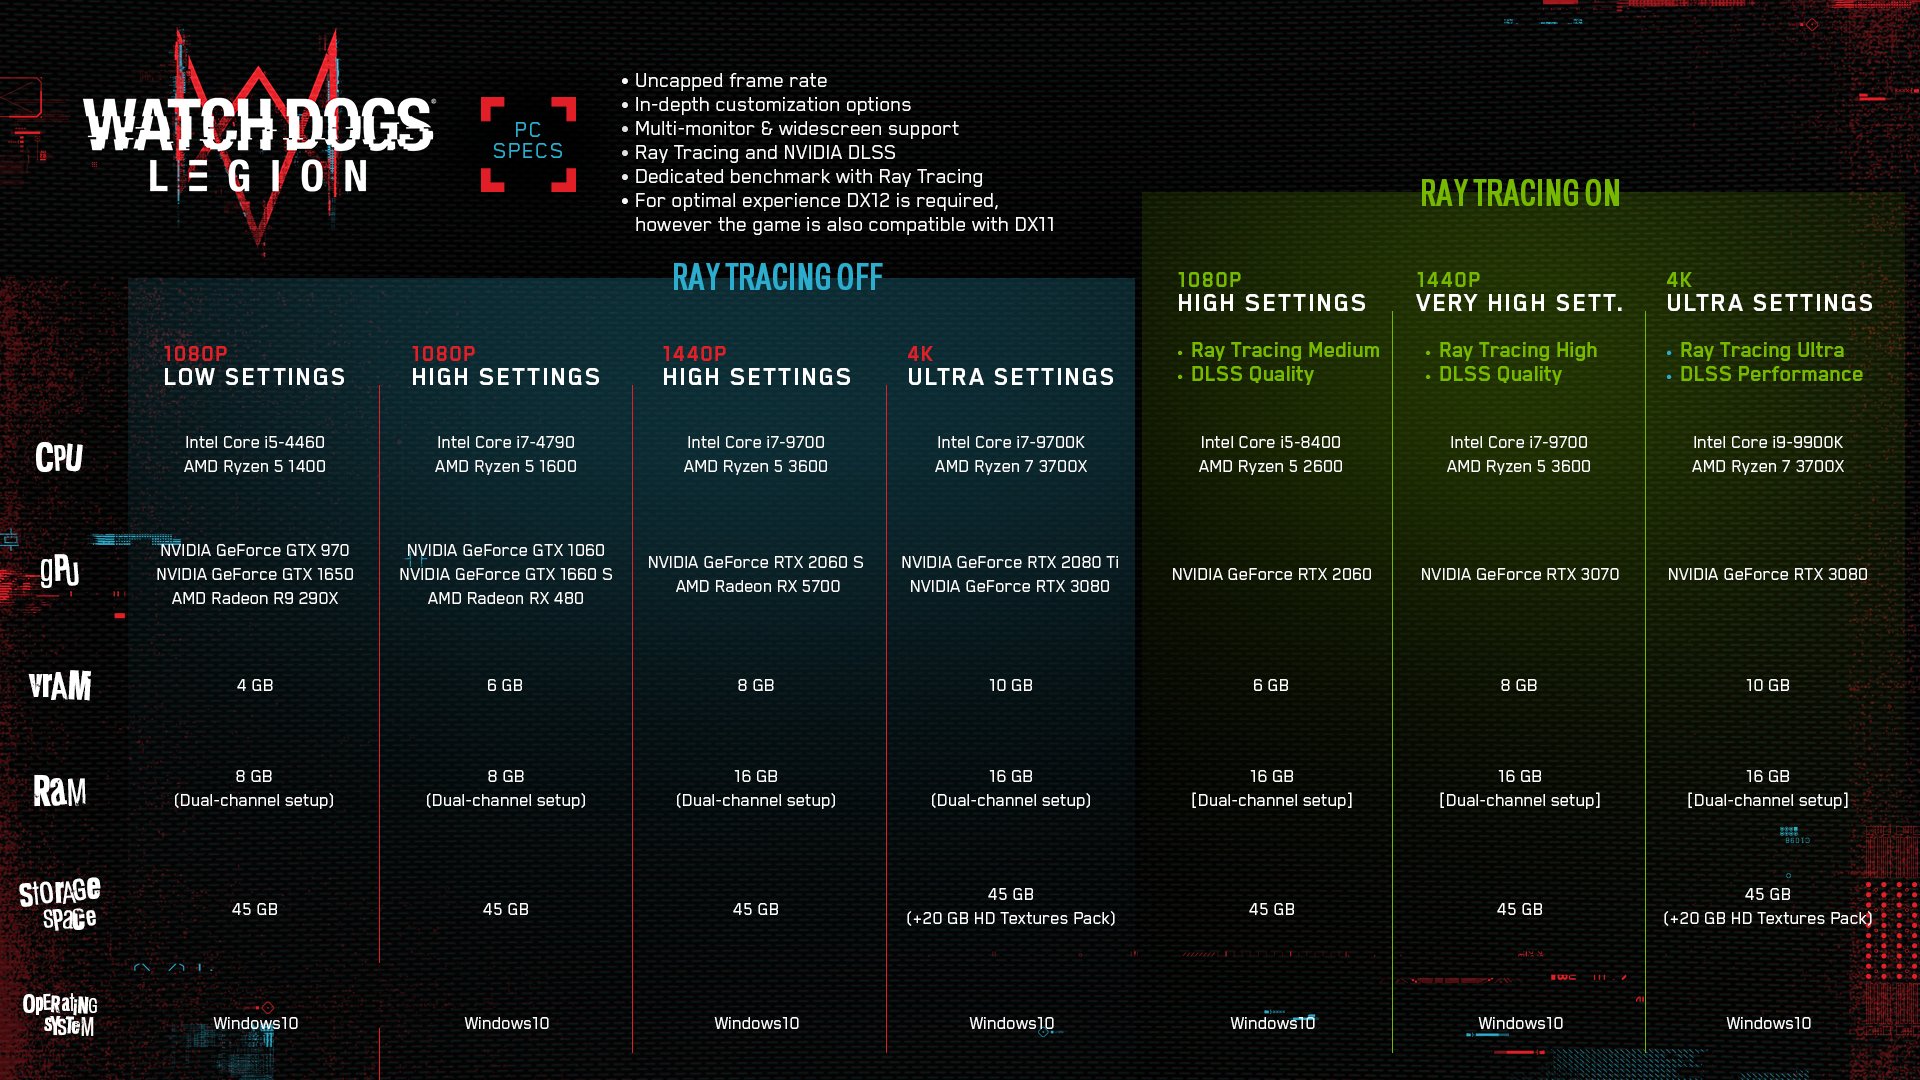 WATCH DOGS
LEGION
PC
SPECS
• Uncapped frame rate
• In-depth customization options
• Multi-monitor & widescreen support
• Ray Tracing and NVIDIA DLSS
• Dedicated benchmark with Ray Tracing
• For optimal experience DX12 is required,
however the game is also compatible with DX11
RAY TRACING OFF
1080P
LOW SETTINGS
1080P
HIGH SETTINGS
1440P
HIGH SETTINGS
4K
ULTRA SETTINGS
RAY TRACING ON
1080P
HIGH SETTINGS
• Ray Tracing Medium
• DLSS Quality
1440P
VERY HIGH SETT.
• Ray Tracing High
• DLSS Quality
4K
ULTRA SETTINGS
• Ray Tracing Ultra
• DLSS Performance
CPU
Intel Core i5-4460
AMD Ryzen 5 1400
Intel Core i7-4790
AMD Ryzen 5 1600
Intel Core i7-9700
AMD Ryzen 5 3600
Intel Core i7-9700K
AMD Ryzen 7 3700X
Intel Core i5-8400
AMD Ryzen 5 2600
Intel Core i7-9700
AMD Ryzen 5 3600
Intel Core i9-9900K
AMD Ryzen 7 3700X
gPU
NVIDIA GeForce GTX 970
NVIDIA GeForce GTX 1650
AMD Radeon R9 290X
NVIDIA GeForce GTX 1060
NVIDIA GeForce GTX 1660 S
AMD Radeon RX 480
NVIDIA GeForce RTX 2060 S
AMD Radeon RX 5700
NVIDIA GeForce RTX 2080 Ti
NVIDIA GeForce RTX 3080
NVIDIA GeForce RTX 2060
NVIDIA GeForce RTX 3070
NVIDIA GeForce RTX 3080
VrAM
4 GB
6 GB
8 GB
10 GB
6 GB
8 GB
10 GB
RaM
8 GB
(Dual-channel setup)
8 GB
(Dual-channel setup)
16 GB
(Dual-channel setup)
16 GB
(Dual-channel setup)
16 GB
[Dual-channel setup]
16 GB
[Dual-channel setup]
16 GB
[Dual-channel setup]
StOrAGe
sPaCe
45 GB
45 GB
45 GB
45 GB
(+20 GB HD Textures Pack)
45 GB
45 GB
45 GB
(+20 GB HD Textures Pack)
OpERatiNG
SYSTeM
Windows10
Windows10
Windows10
Windows10
Windows10
Windows10
Windows10